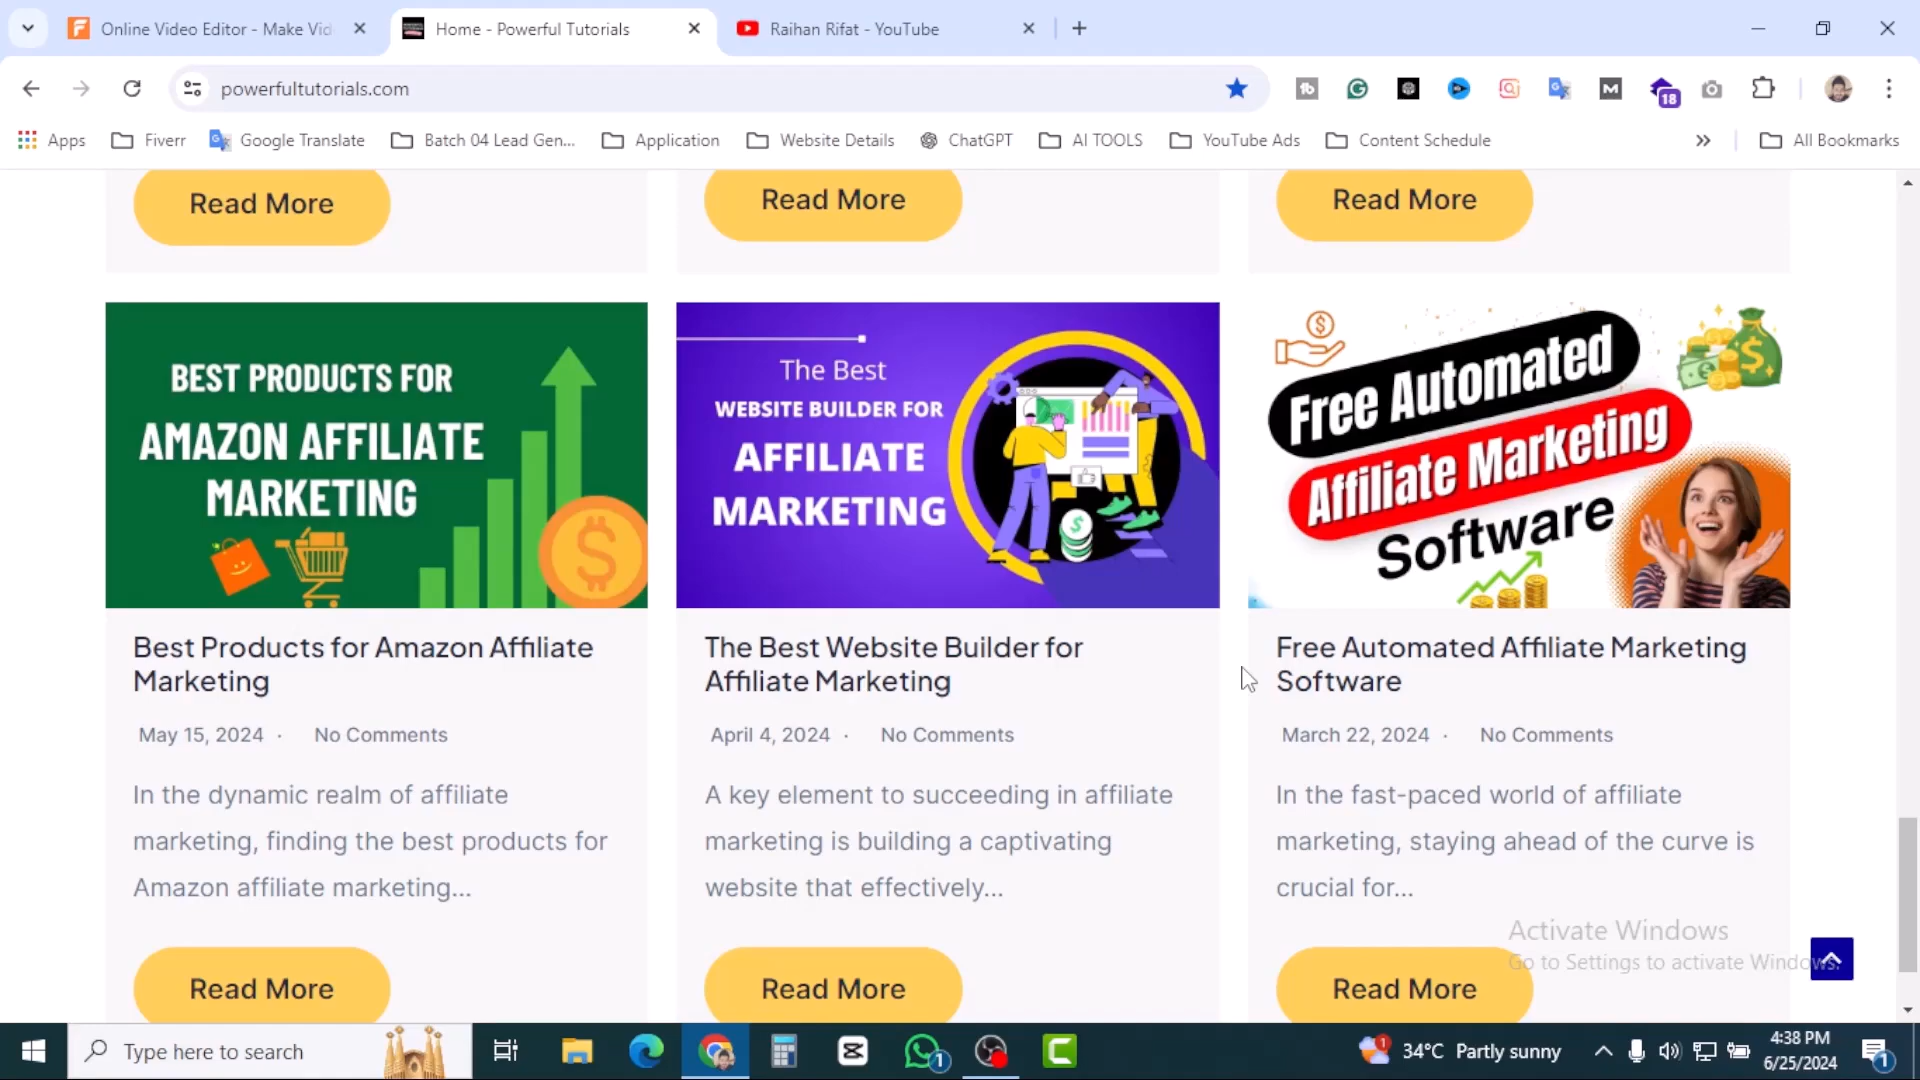 Online Video Editor - Make Vid
Home - Powerful Tutorials
Raihan Rifat - YouTube
powerfultutorials.com
18
Apps
Fiverr
Google Translate
Batch 04 Lead Gen...
Application
Website Details
ChatGPT
AI TOOLS
YouTube Ads
Content Schedule
All Bookmarks
Read More
Read More
Read More
BEST PRODUCTS FOR
AMAZON AFFILIATE
MARKETING
The Best
WEBSITE BUILDER FOR
AFFILIATE
MARKETING
Free Automated
Affiliate Marketing
Software
Best Products for Amazon Affiliate
Marketing
May 15, 2024 · No Comments
In the dynamic realm of affiliate
marketing, finding the best products for
Amazon affiliate marketing...
Read More
The Best Website Builder for
Affiliate Marketing
April 4, 2024 · No Comments
A key element to succeeding in affiliate
marketing is building a captivating
website that effectively...
Read More
Free Automated Affiliate Marketing
Software
March 22, 2024 · No Comments
In the fast-paced world of affiliate
marketing, staying ahead of the curve is
crucial for...
Read More
Activate Windows
Go to Settings to activate Windows.
Type here to search
1
1
34°C Partly sunny
4:38 PM
6/25/2024
1